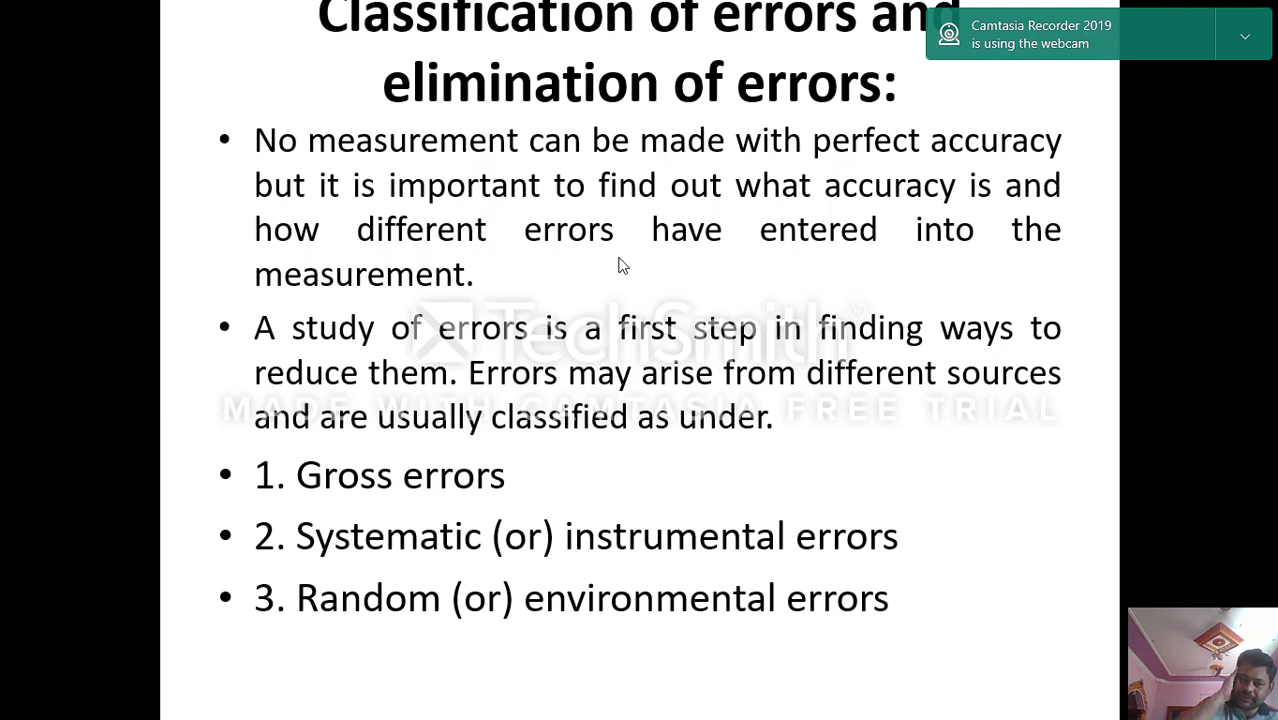 Classification of errors and
elimination of errors:
Camtasia Recorder 2019
is using the webcam
• No measurement can be made with perfect accuracy
but it is important to find out what accuracy is and
how different errors have entered into the
measurement.
• A study of errors is a first step in finding ways to
reduce them. Errors may arise from different sources
and are usually classified as under.
TechSmith®
MADE WITH CAMTASIA FREE TRIAL
• 1. Gross errors
• 2. Systematic (or) instrumental errors
• 3. Random (or) environmental errors